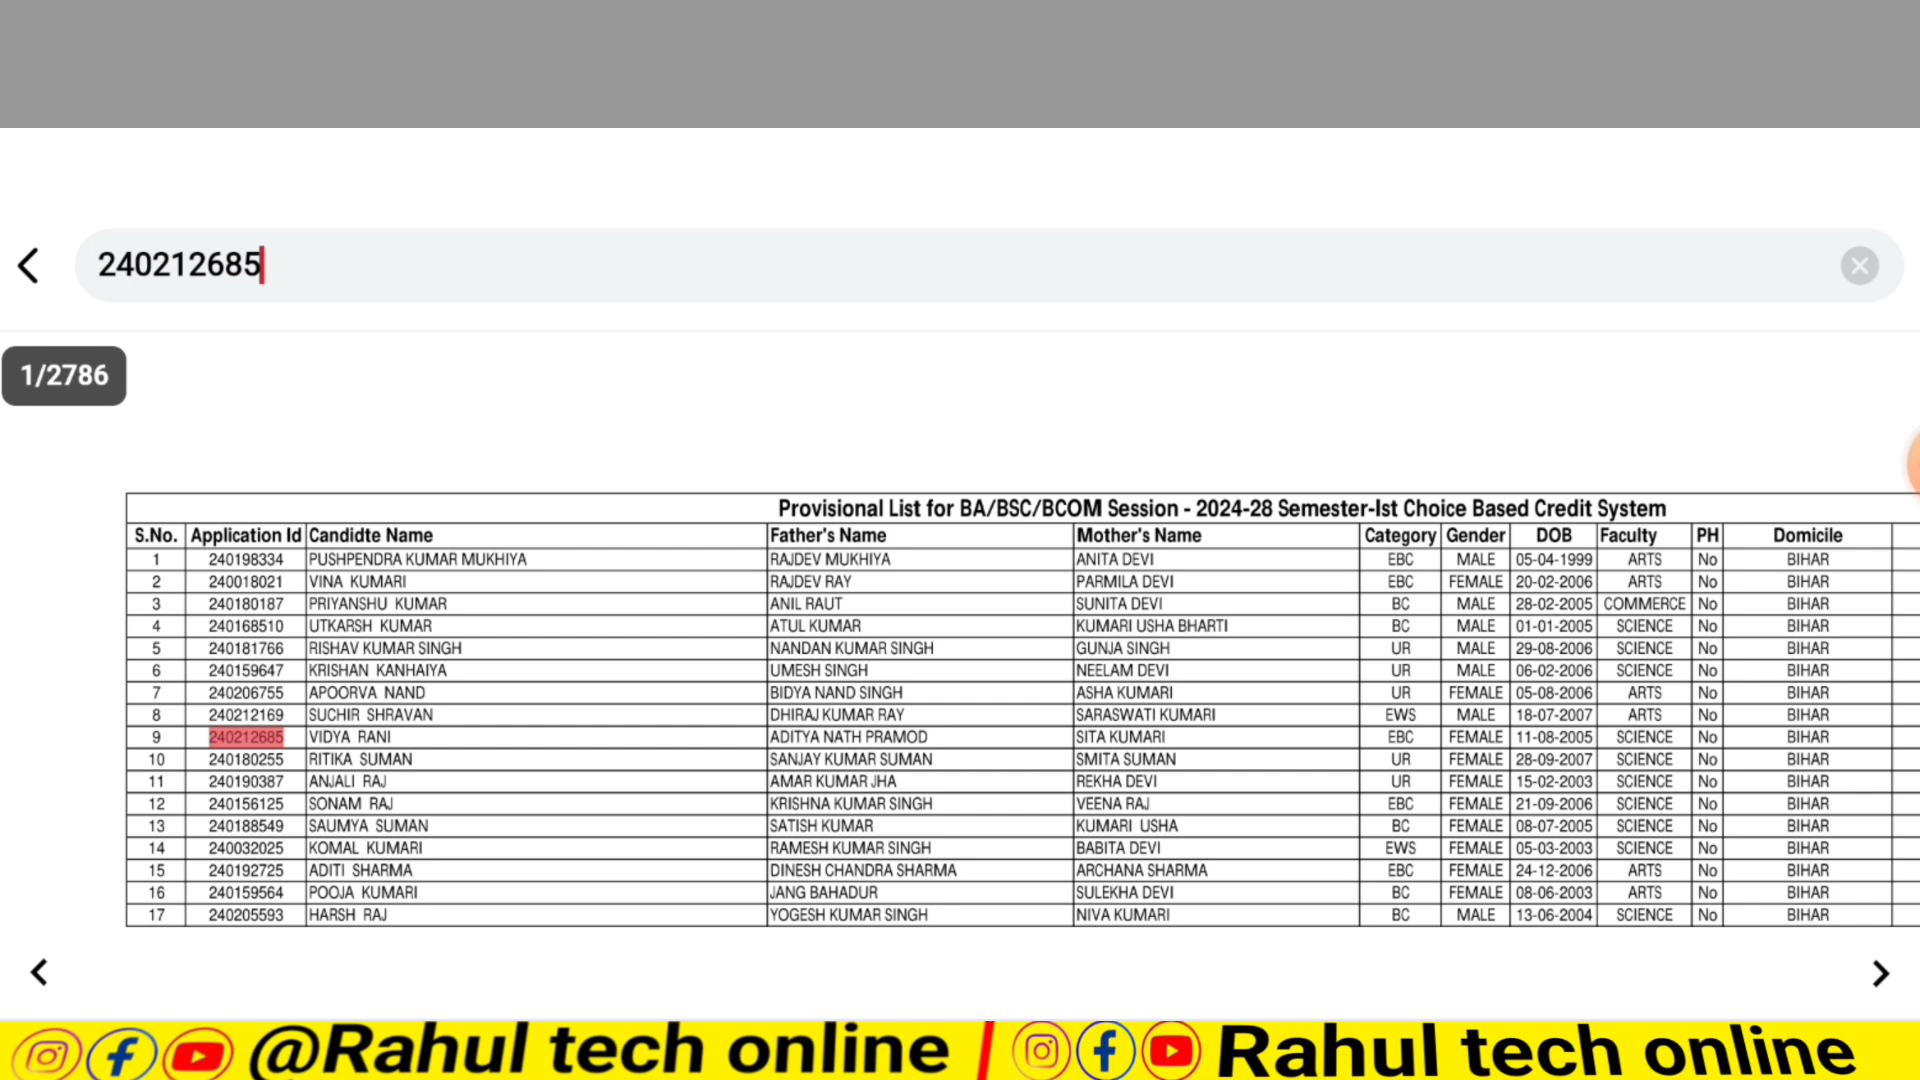 240212685
1/2786
Provisional List for BA/BSC/BCOM Session - 2024-28 Semester-Ist Choice Based Credit System
S.No. Application Id Candidte Name Father's Name Mother's Name Category Gender DOB Faculty PH Domicile
1 240198334 PUSHPENDRA KUMAR MUKHIYA RAJDEV MUKHIYA ANITA DEVI EBC MALE 05-04-1999 ARTS No BIHAR
2 240018021 VINA KUMARI RAJDEV RAY PARMILA DEVI EBC FEMALE 20-02-2006 ARTS No BIHAR
3 240180187 PRIYANSHU KUMAR ANIL RAUT SUNITA DEVI BC MALE 28-02-2005 COMMERCE No BIHAR
4 240168510 UTKARSH KUMAR ATUL KUMAR KUMARI USHA BHARTI BC MALE 01-01-2005 SCIENCE No BIHAR
5 240181766 RISHAV KUMAR SINGH NANDAN KUMAR SINGH GUNJA SINGH UR MALE 29-08-2006 SCIENCE No BIHAR
6 240159647 KRISHAN KANHAIYA UMESH SINGH NEELAM DEVI UR MALE 06-02-2006 SCIENCE No BIHAR
7 240206755 APOORVA NAND BIDYA NAND SINGH ASHA KUMARI UR FEMALE 05-08-2006 ARTS No BIHAR
8 240212169 SUCHIR SHRAVAN DHIRAJ KUMAR RAY SARASWATI KUMARI EWS MALE 18-07-2007 ARTS No BIHAR
9 240212685 VIDYA RANI ADITYA NATH PRAMOD SITA KUMARI EBC FEMALE 11-08-2005 SCIENCE No BIHAR
10 240180255 RITIKA SUMAN SANJAY KUMAR SUMAN SMITA SUMAN UR FEMALE 28-09-2007 SCIENCE No BIHAR
11 240190387 ANJALI RAJ AMAR KUMAR JHA REKHA DEVI UR FEMALE 15-02-2003 SCIENCE No BIHAR
12 240156125 SONAM RAJ KRISHNA KUMAR SINGH VEENA RAJ EBC FEMALE 21-09-2006 SCIENCE No BIHAR
13 240188549 SAUMYA SUMAN SATISH KUMAR KUMARI USHA BC FEMALE 08-07-2005 SCIENCE No BIHAR
14 240032025 KOMAL KUMARI RAMESH KUMAR SINGH BABITA DEVI EWS FEMALE 05-03-2003 SCIENCE No BIHAR
15 240192725 ADITI SHARMA DINESH CHANDRA SHARMA ARCHANA SHARMA EBC FEMALE 24-12-2006 ARTS No BIHAR
16 240159564 POOJA KUMARI JANG BAHADUR SULEKHA DEVI BC FEMALE 08-06-2003 ARTS No BIHAR
17 240205593 HARSH RAJ YOGESH KUMAR SINGH NIVA KUMARI BC MALE 13-06-2004 SCIENCE No BIHAR
@Rahul tech online | Rahul tech online